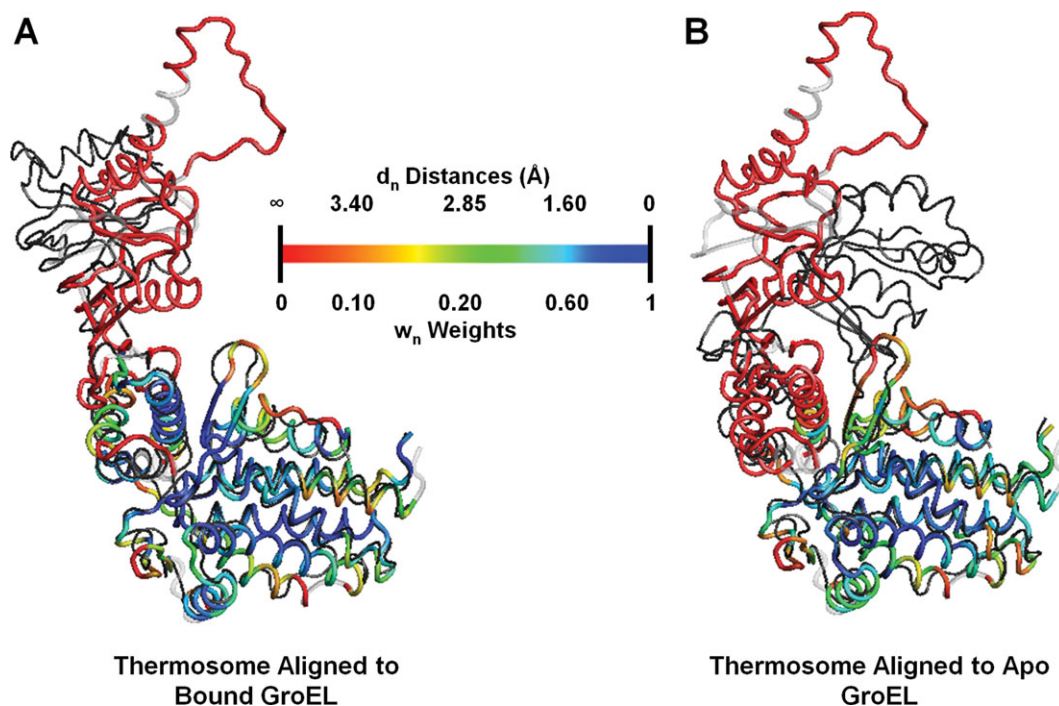 A
B
dn Distances (Å)
∞ 3.40 2.85 1.60 0
0 0.10 0.20 0.60 1
wn Weights
Thermosome Aligned to
Bound GroEL
Thermosome Aligned to Apo
GroEL